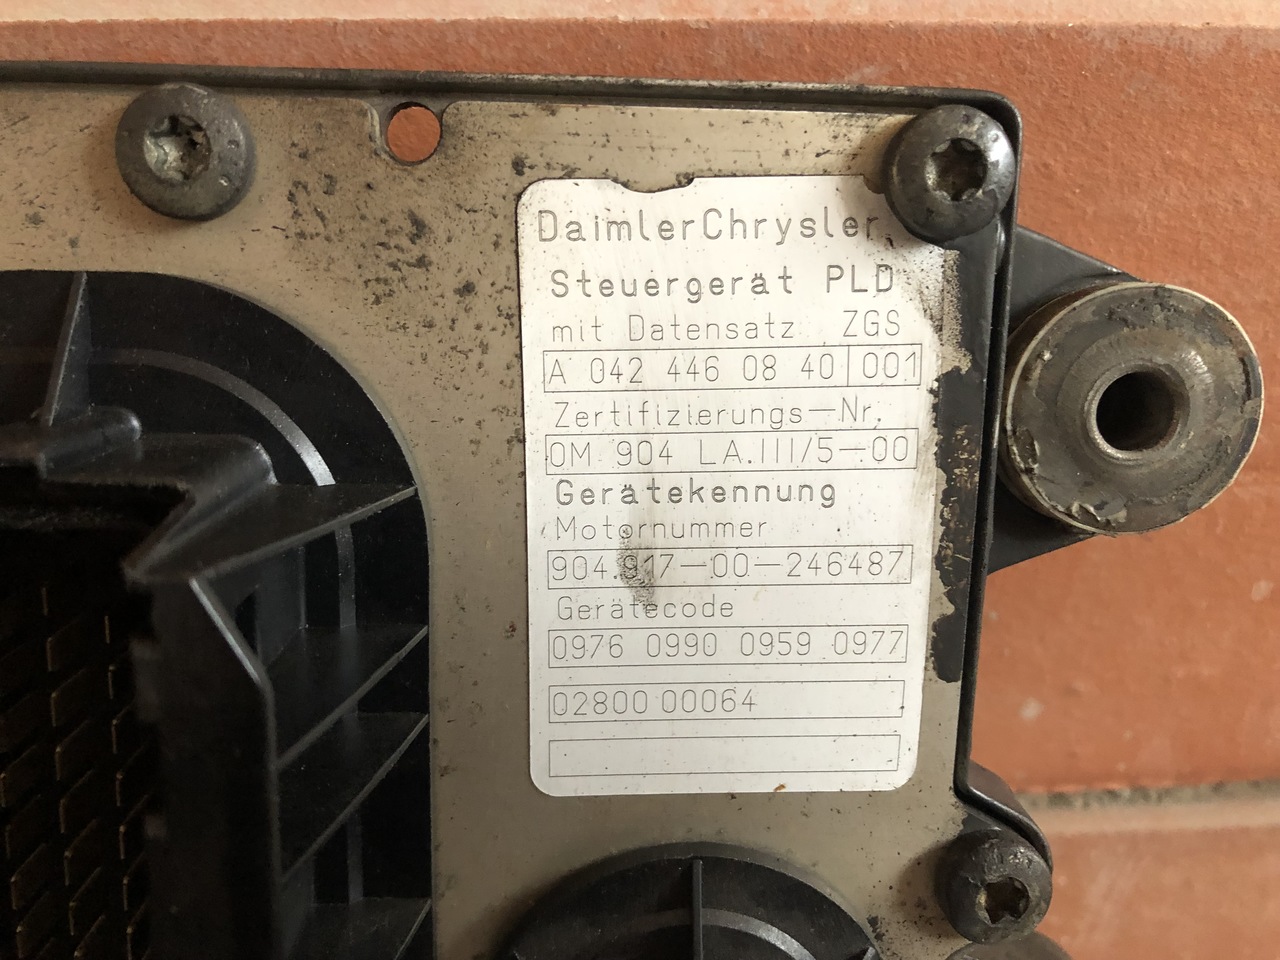 DaimlerChrysler
Steuergerät PLD
mit Datensatz ZGS
A 042 446 08 40 001
Zertifizierungs-Nr.
OM 904 LA.III/5-00
Gerätekennung
Motornummer
904.917-00-246487
Gerätecode
0976 0990 0959 0977
02800 00064